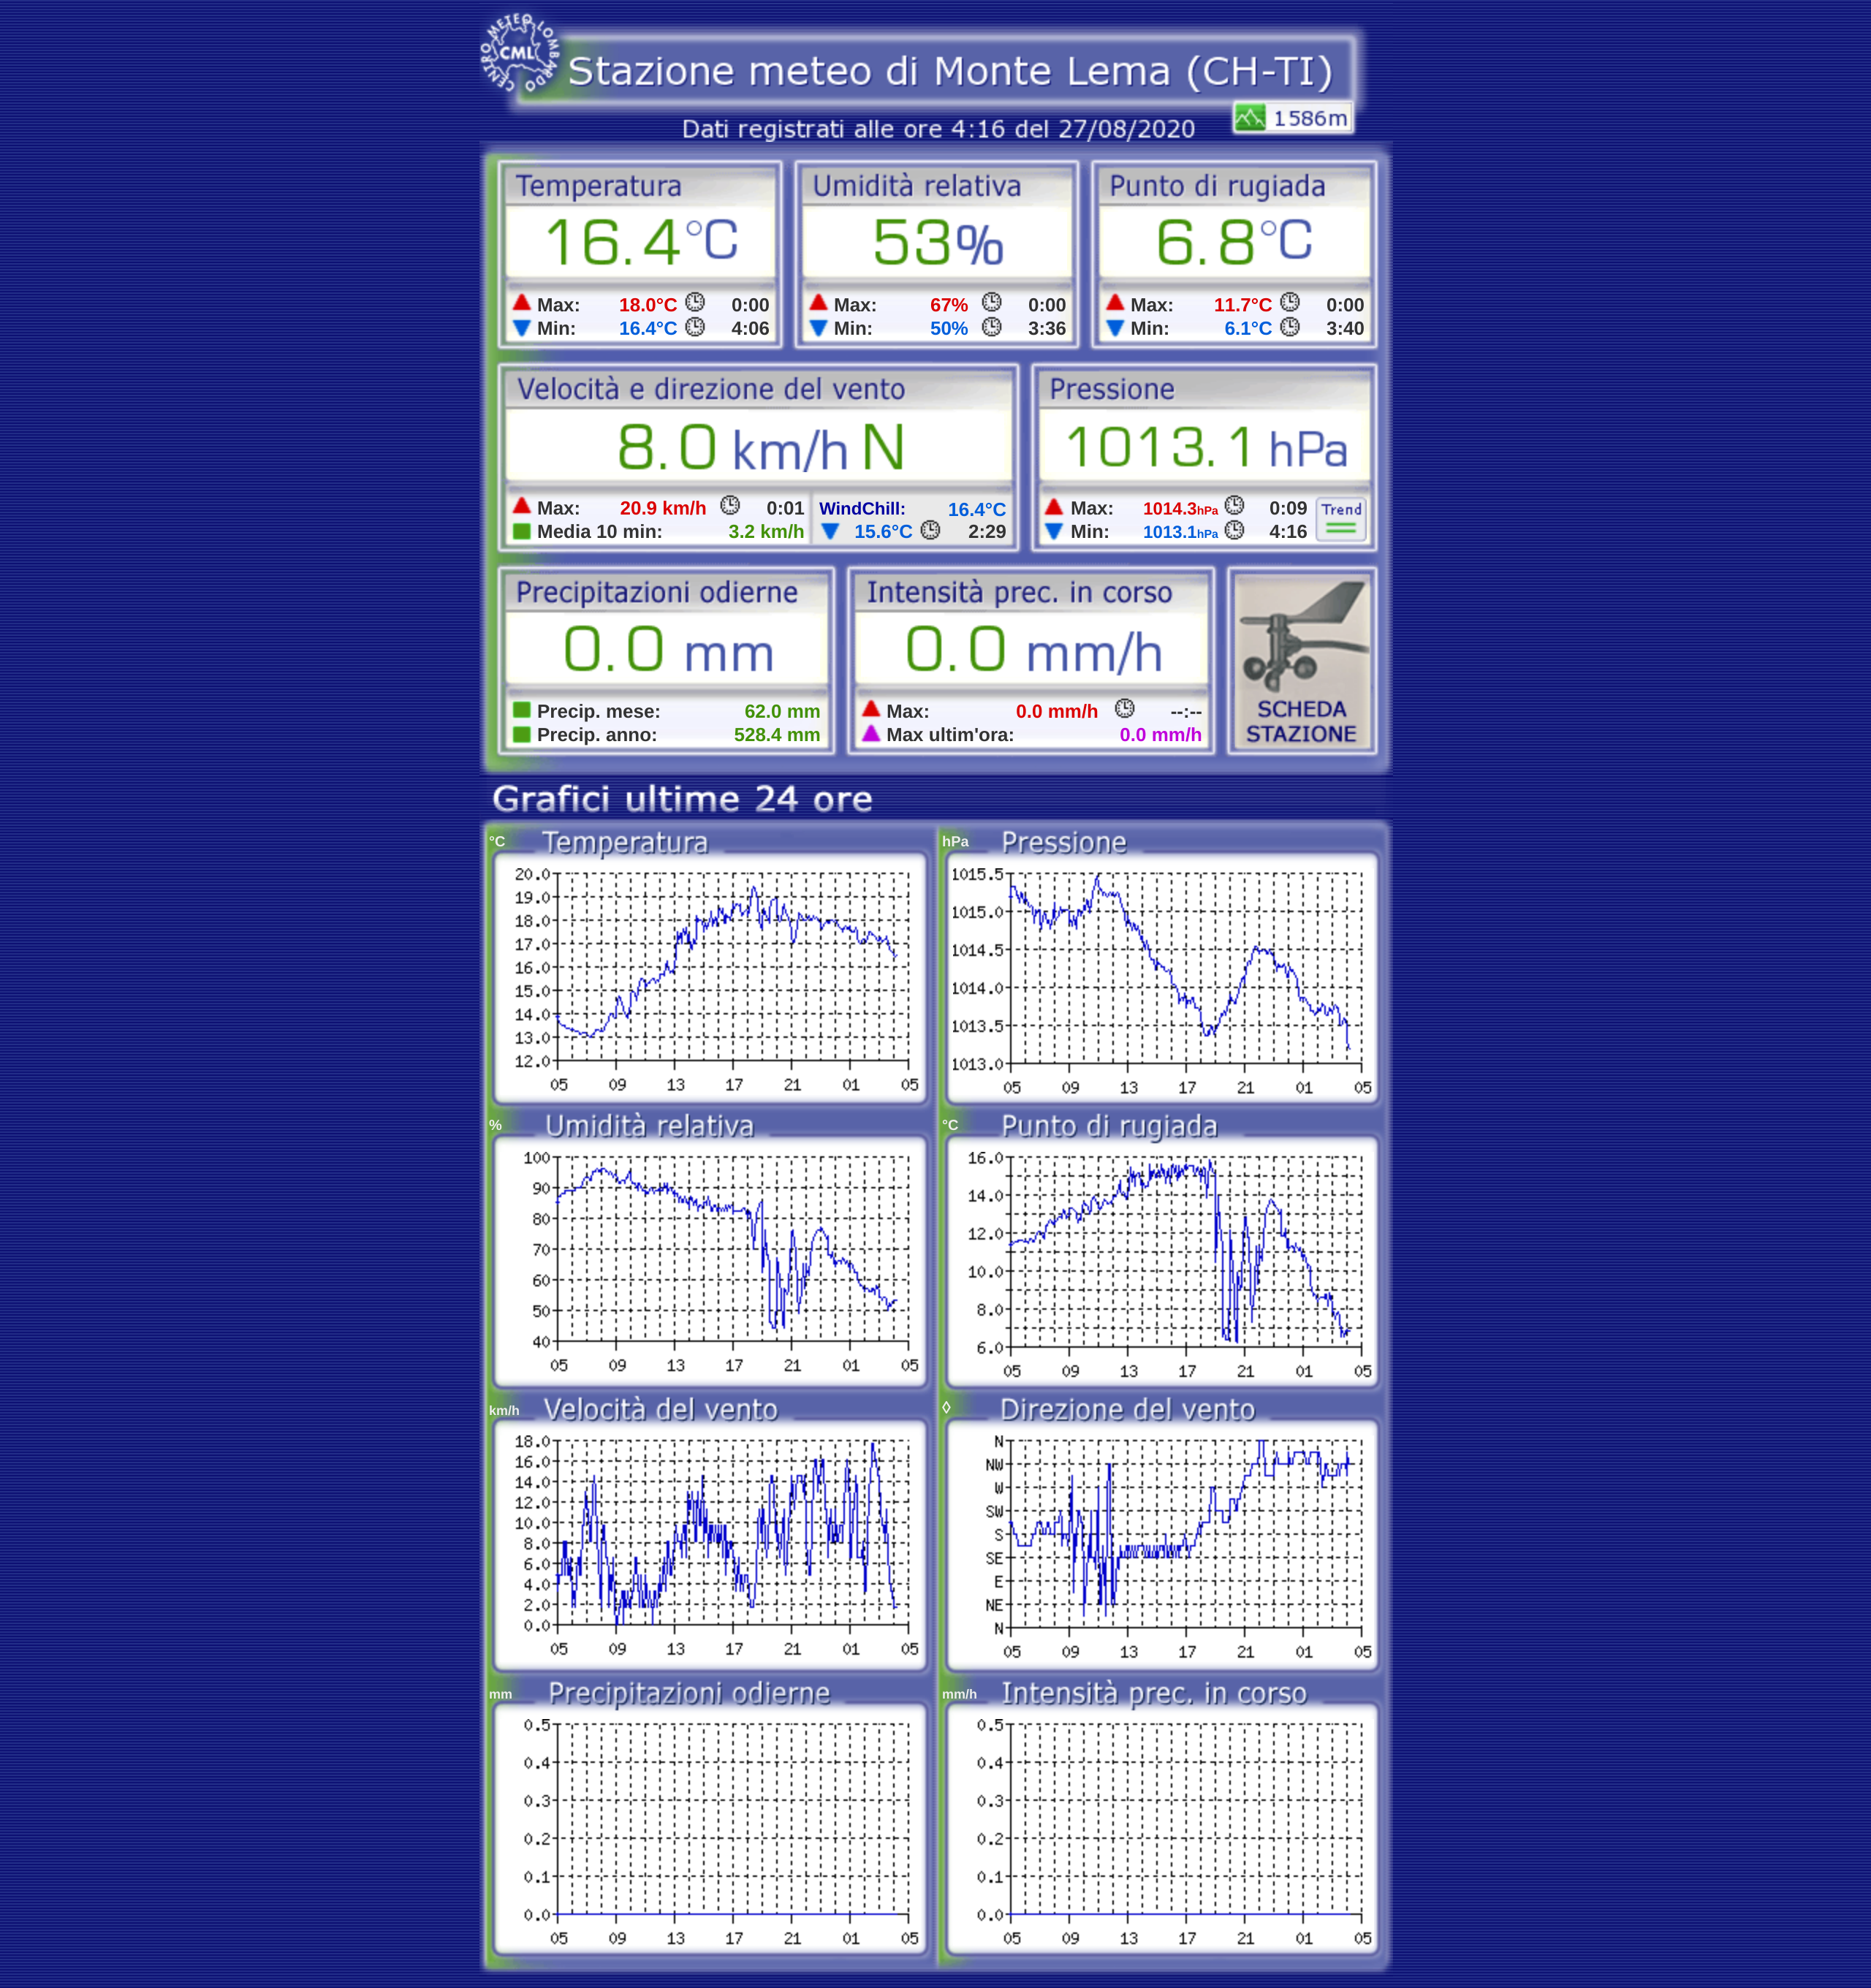 CENTRO METEO LOMBARDO
CML
Stazione meteo di Monte Lema (CH-TI)
1586m
Dati registrati alle ore 4:16 del 27/08/2020
Temperatura Umidità relativa Punto di rugiada
16.4°C 53% 6.8°C
Max: 18.0°C 0:00 Max: 67% 0:00 Max: 11.7°C 0:00
Min: 16.4°C 4:06 Min: 50% 3:36 Min: 6.1°C 3:40
Velocità e direzione del vento Pressione
8.0 km/h N 1013.1 hPa
Max: 20.9 km/h 0:01 WindChill: 16.4°C Max: 1014.3hPa 0:09 Trend
Media 10 min: 3.2 km/h 15.6°C 2:29 Min: 1013.1hPa 4:16
Precipitazioni odierne Intensità prec. in corso
0.0 mm 0.0 mm/h
Precip. mese: 62.0 mm Max: 0.0 mm/h --:-- SCHEDA
Precip. anno: 528.4 mm Max ultim'ora: 0.0 mm/h STAZIONE
Grafici ultime 24 ore
°C Temperatura
20.0
19.0
18.0
17.0
16.0
15.0
14.0
13.0
12.0
05 09 13 17 21 01 05
hPa Pressione
1015.5
1015.0
1014.5
1014.0
1013.5
1013.0
05 09 13 17 21 01 05
% Umidità relativa
100
90
80
70
60
50
40
05 09 13 17 21 01 05
°C Punto di rugiada
16.0
14.0
12.0
10.0
8.0
6.0
05 09 13 17 21 01 05
km/h Velocità del vento
18.0
16.0
14.0
12.0
10.0
8.0
6.0
4.0
2.0
0.0
05 09 13 17 21 01 05
◊ Direzione del vento
N
NW
W
SW
S
SE
E
NE
N
05 09 13 17 21 01 05
mm Precipitazioni odierne
0.5
0.4
0.3
0.2
0.1
0.0
05 09 13 17 21 01 05
mm/h Intensità prec. in corso
0.5
0.4
0.3
0.2
0.1
0.0
05 09 13 17 21 01 05